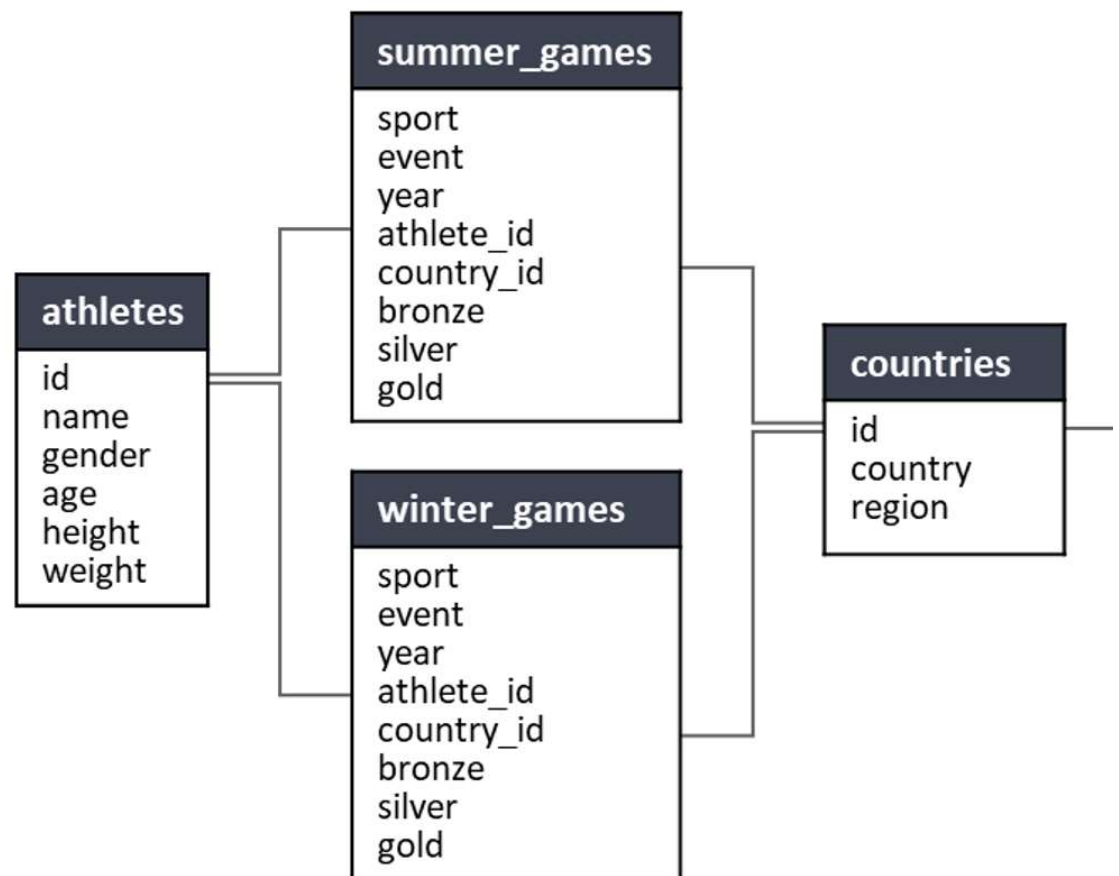 summer_games
sport
event
year
athlete_id
country_id
bronze
silver
gold
athletes
id
name
gender
age
height
weight
winter_games
sport
event
year
athlete_id
country_id
bronze
silver
gold
countries
id
country
region